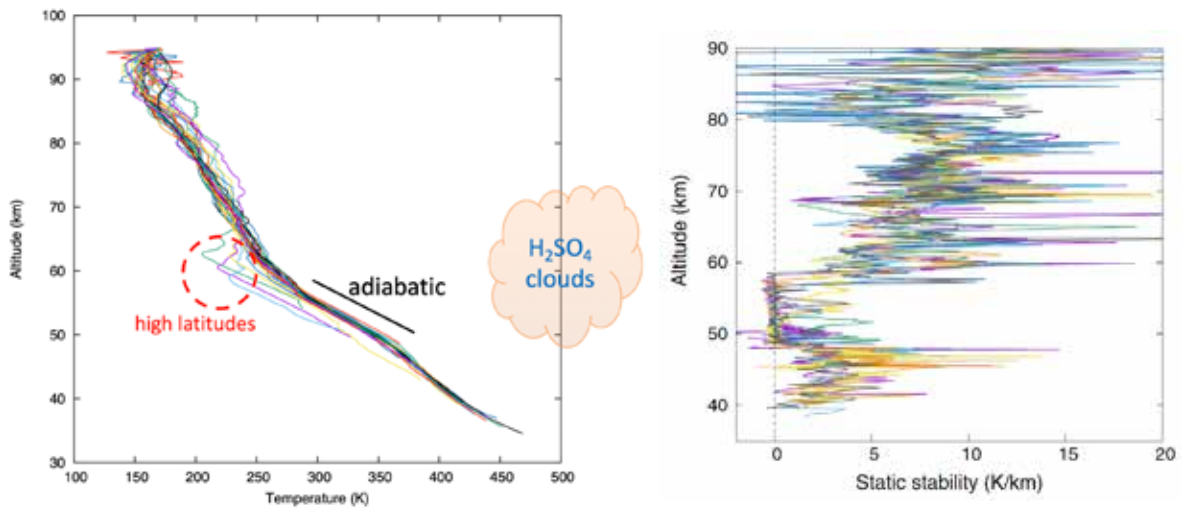 100
90
80
70
60
50
40
30
Altitude (km)
100 150 200 250 300 350 400 450 500
Temperature (K)
high latitudes
adiabatic
H₂SO₄
clouds
90
80
70
60
50
40
Altitude (km)
0 5 10 15 20
Static stability (K/km)